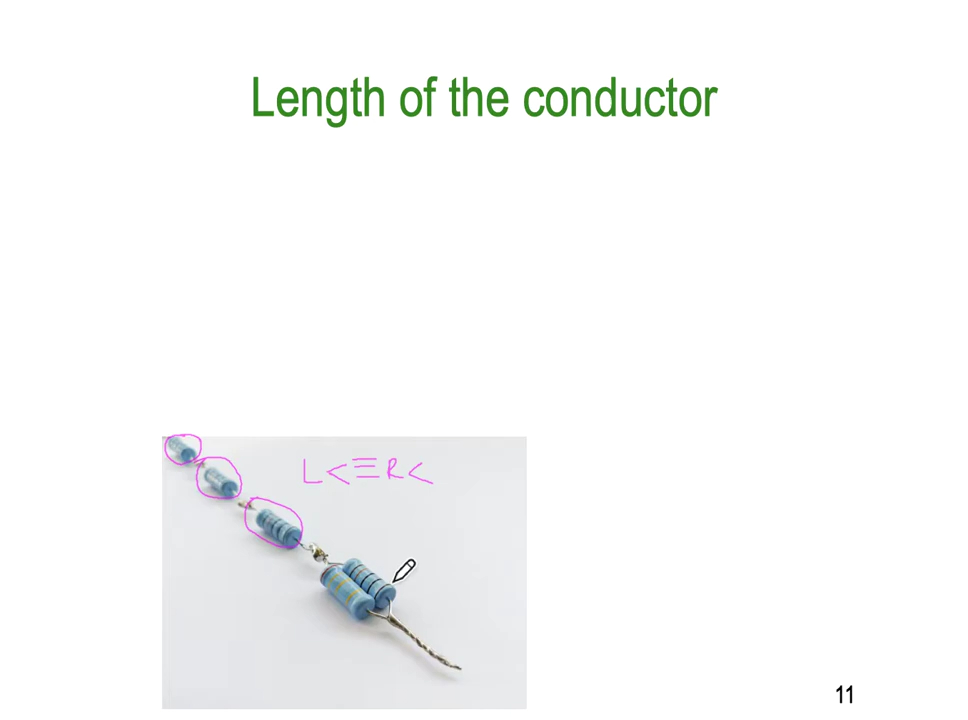 Length of the conductor
L<≡R<
11